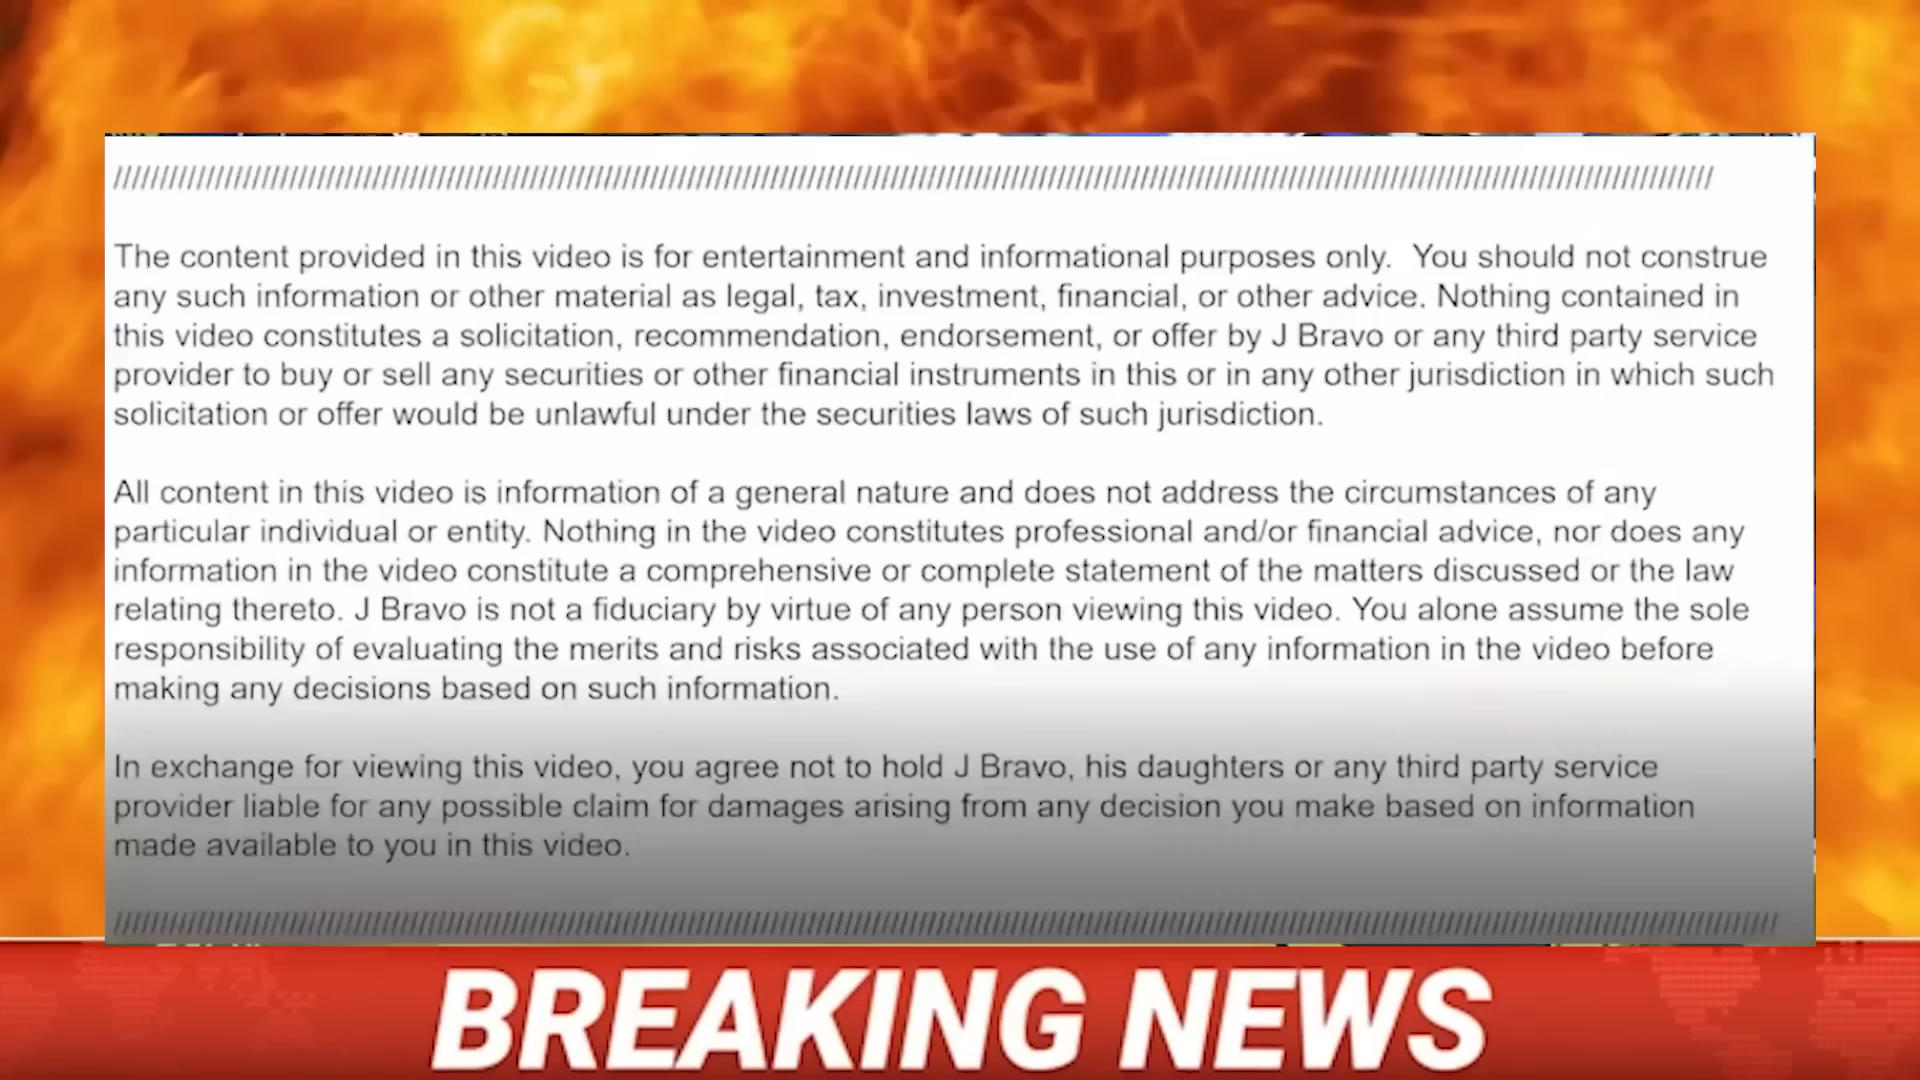 //////////////////////////////////////////////////////////////////////////////////////////////////////////////////////////////////////////////////////////////////////////
The content provided in this video is for entertainment and informational purposes only.  You should not construe
any such information or other material as legal, tax, investment, financial, or other advice. Nothing contained in
this video constitutes a solicitation, recommendation, endorsement, or offer by J Bravo or any third party service
provider to buy or sell any securities or other financial instruments in this or in any other jurisdiction in which such
solicitation or offer would be unlawful under the securities laws of such jurisdiction.
All content in this video is information of a general nature and does not address the circumstances of any
particular individual or entity. Nothing in the video constitutes professional and/or financial advice, nor does any
information in the video constitute a comprehensive or complete statement of the matters discussed or the law
relating thereto. J Bravo is not a fiduciary by virtue of any person viewing this video. You alone assume the sole
responsibility of evaluating the merits and risks associated with the use of any information in the video before
making any decisions based on such information.
In exchange for viewing this video, you agree not to hold J Bravo, his daughters or any third party service
provider liable for any possible claim for damages arising from any decision you make based on information
made available to you in this video.
//////////////////////////////////////////////////////////////////////////////////////////////////////////////////////////////////////////////////////////////////////////////////
BREAKING NEWS